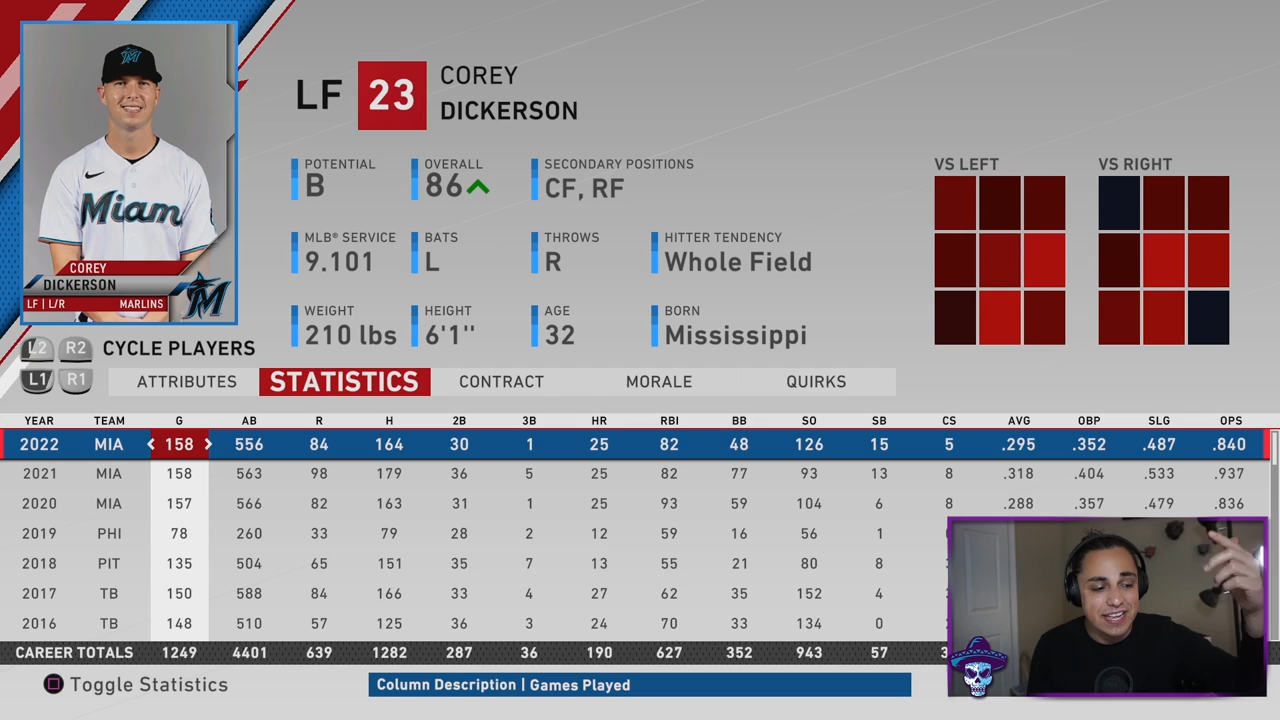 LF 23 COREY
DICKERSON
POTENTIAL OVERALL SECONDARY POSITIONS
B 86 CF, RF
MLB® SERVICE BATS THROWS HITTER TENDENCY
9.101 L R Whole Field
WEIGHT HEIGHT AGE BORN
210 lbs 6'1" 32 Mississippi
VS LEFT VS RIGHT
Miam
COREY
DICKERSON
LF | L/R MARLINS
L2 R2 CYCLE PLAYERS
L1 R1
ATTRIBUTES STATISTICS CONTRACT MORALE QUIRKS
YEAR TEAM G AB R H 2B 3B HR RBI BB SO SB CS AVG OBP SLG OPS
2022 MIA 158 556 84 164 30 1 25 82 48 126 15 5 .295 .352 .487 .840
2021 MIA 158 563 98 179 36 5 25 82 77 93 13 8 .318 .404 .533 .937
2020 MIA 157 566 82 163 31 1 25 93 59 104 6 8 .288 .357 .479 .836
2019 PHI 78 260 33 79 28 2 12 59 16 56 1
2018 PIT 135 504 65 151 35 7 13 55 21 80 8
2017 TB 150 588 84 166 33 4 27 62 35 152 4
2016 TB 148 510 57 125 36 3 24 70 33 134 0
CAREER TOTALS 1249 4401 639 1282 287 36 190 627 352 943 57
Toggle Statistics
Column Description | Games Played